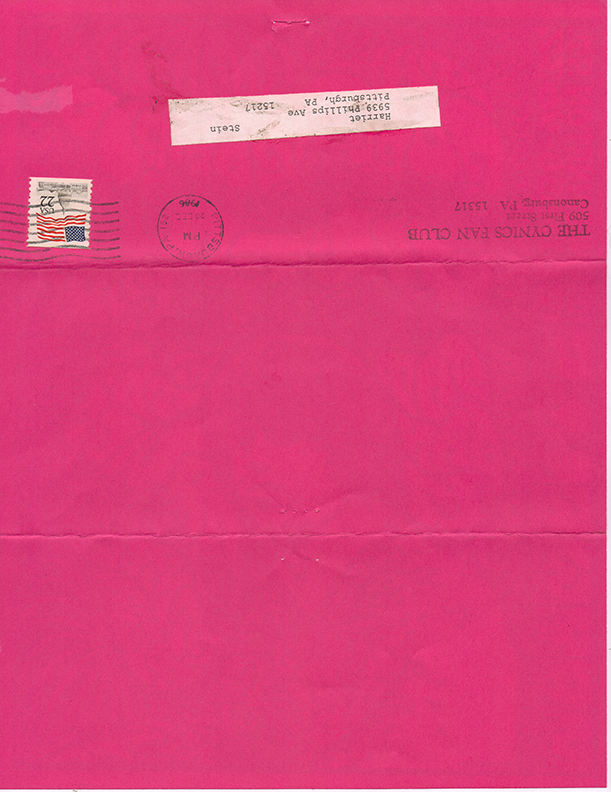 THE CYNICS FAN CLUB
509 First Street
Canonsburg, PA 15317
PM
1986
USA
22
Harriet Stein
5939 Phillips Ave
Pittsburgh, PA 15217